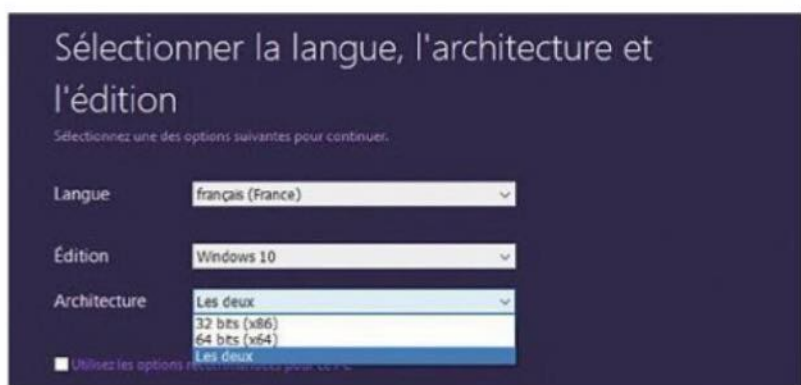 Sélectionner la langue, l'architecture et
l'édition
Sélectionnez une des options suivantes pour continuer.
Langue
français (France)
Édition
Windows 10
Architecture
Les deux
32 bits (x86)
64 bits (x64)
Les deux
Utilisez les options recommandées pour ce PC